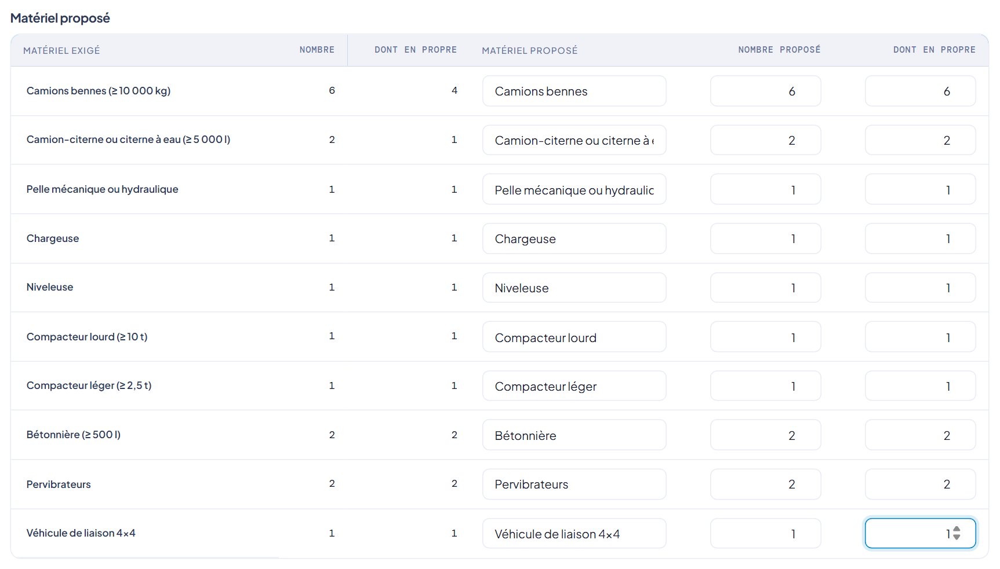 Matériel proposé
MATÉRIEL EXIGÉ NOMBRE DONT EN PROPRE MATÉRIEL PROPOSÉ NOMBRE PROPOSÉ DONT EN PROPRE
Camions bennes (≥ 10 000 kg) 6 4 Camions bennes 6 6
Camion-citerne ou citerne à eau (≥ 5 000 l) 2 1 Camion-citerne ou citerne à 2 2
Pelle mécanique ou hydraulique 1 1 Pelle mécanique ou hydraulic 1 1
Chargeuse 1 1 Chargeuse 1 1
Niveleuse 1 1 Niveleuse 1 1
Compacteur lourd (≥ 10 t) 1 1 Compacteur lourd 1 1
Compacteur léger (≥ 2,5 t) 1 1 Compacteur léger 1 1
Bétonnière (≥ 500 l) 2 2 Bétonnière 2 2
Pervibrateurs 2 2 Pervibrateurs 2 2
Véhicule de liaison 4×4 1 1 Véhicule de liaison 4×4 1 1